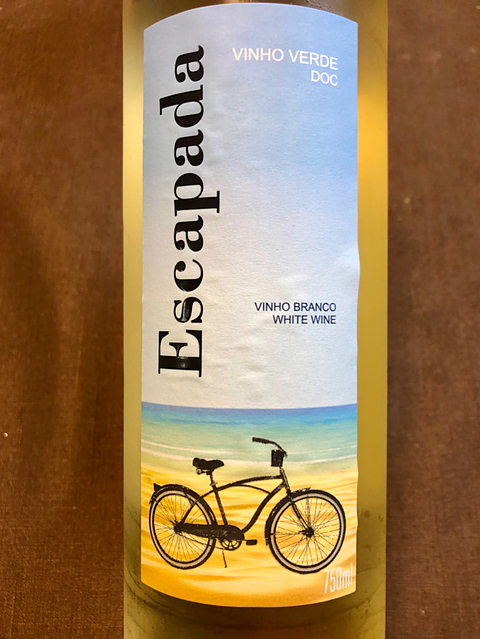 Escapada
VINHO VERDE
DOC
VINHO BRANCO
WHITE WINE
750ml